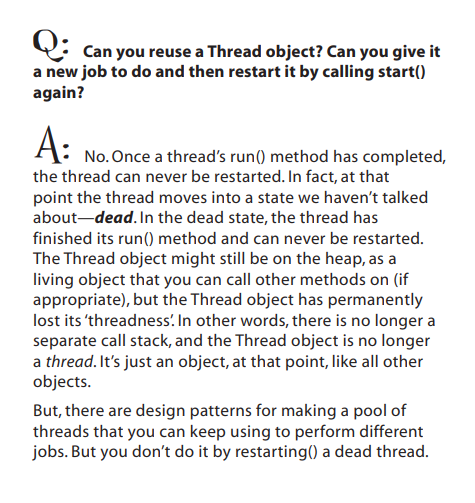 Q: Can you reuse a Thread object? Can you give it
a new job to do and then restart it by calling start()
again?
A: No. Once a thread's run() method has completed,
the thread can never be restarted. In fact, at that
point the thread moves into a state we haven't talked
about—dead. In the dead state, the thread has
finished its run() method and can never be restarted.
The Thread object might still be on the heap, as a
living object that you can call other methods on (if
appropriate), but the Thread object has permanently
lost its 'threadness'. In other words, there is no longer a
separate call stack, and the Thread object is no longer
a thread. It's just an object, at that point, like all other
objects.
But, there are design patterns for making a pool of
threads that you can keep using to perform different
jobs. But you don't do it by restarting() a dead thread.